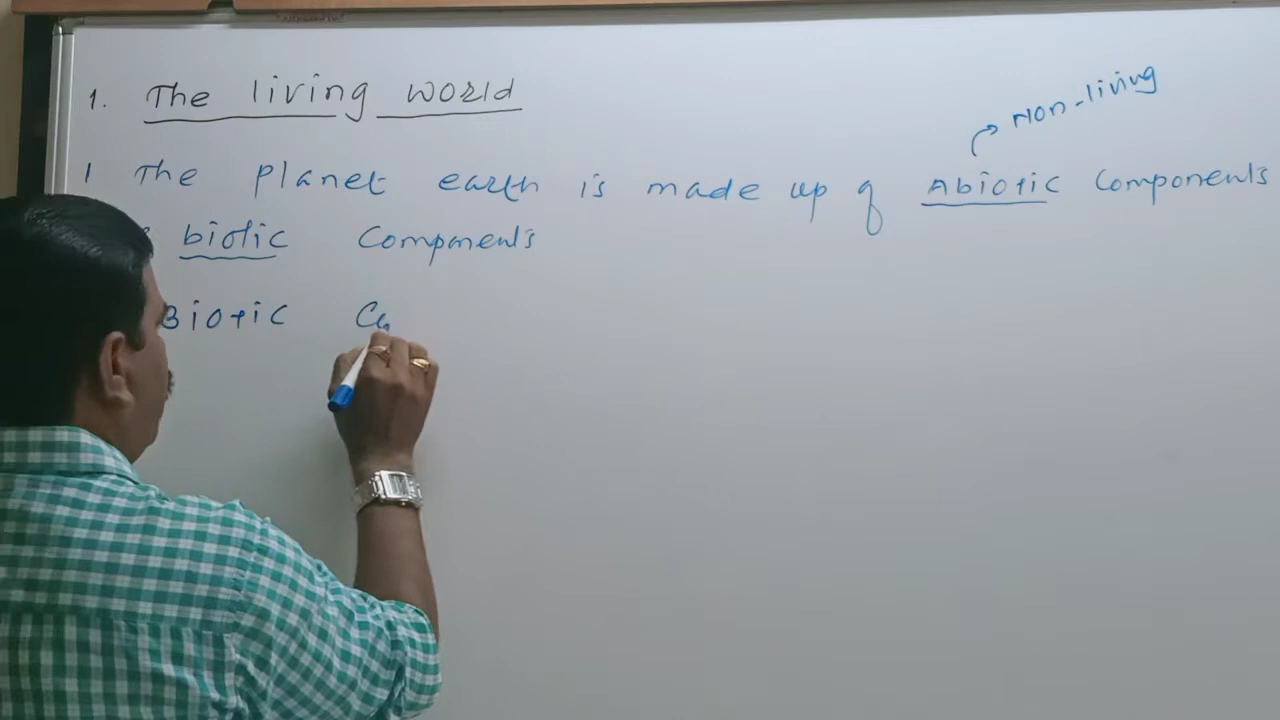 1. The living world
Non-living
1 The planet earth is made up of Abiotic Components
biotic Components
Biotic